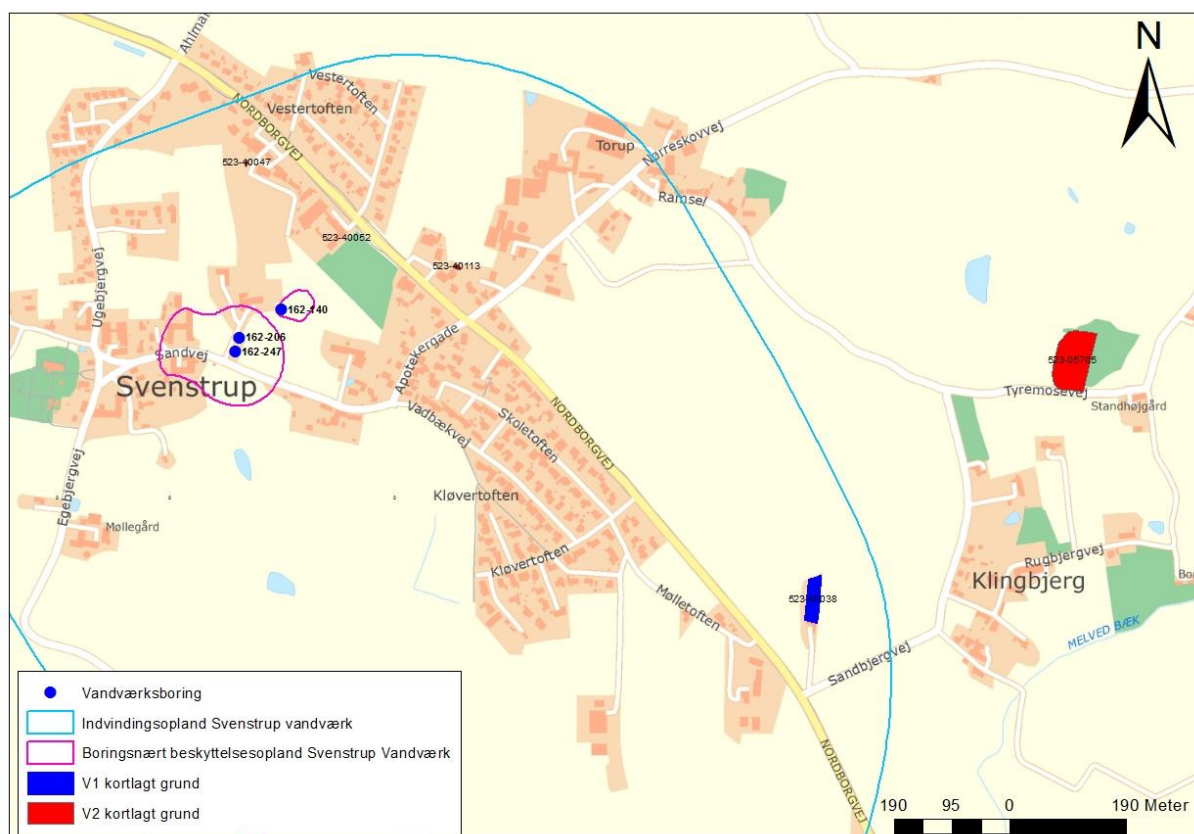 N
Ahlman
Vestertoften
Vestertoften
NORDBORGVEJ
Torup
Nørreskovvej
523-40047
Ramsel
523-40052
523-40113
Ugebjergvej
162-140
162-206
162-247
Sandvej
Svenstrup
Apotekergade
523-05705
Tyremosevej
Standhøjgård
Vadbækvej
Skoletoften
NORDBORGVEJ
Kløvertoften
Egebjergvej
Møllegård
Kløvertoften
Mølletoften
Rugbjergvej
Klingbjerg
MELVED BÆK
Sandbjergvej
NORDBORGVEJ
Vandværksboring
Indvindingsopland Svenstrup vandværk
Boringsnært beskyttelsesopland Svenstrup Vandværk
V1 kortlagt grund
V2 kortlagt grund
190 95 0 190 Meter